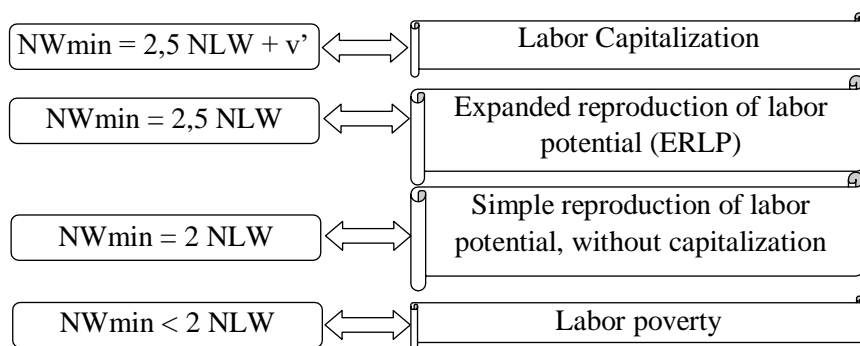 NWmin = 2,5 NLW + v’
Labor Capitalization
NWmin = 2,5 NLW
Expanded reproduction of labor
potential (ERLP)
NWmin = 2 NLW
Simple reproduction of labor
potential, without capitalization
NWmin < 2 NLW
Labor poverty